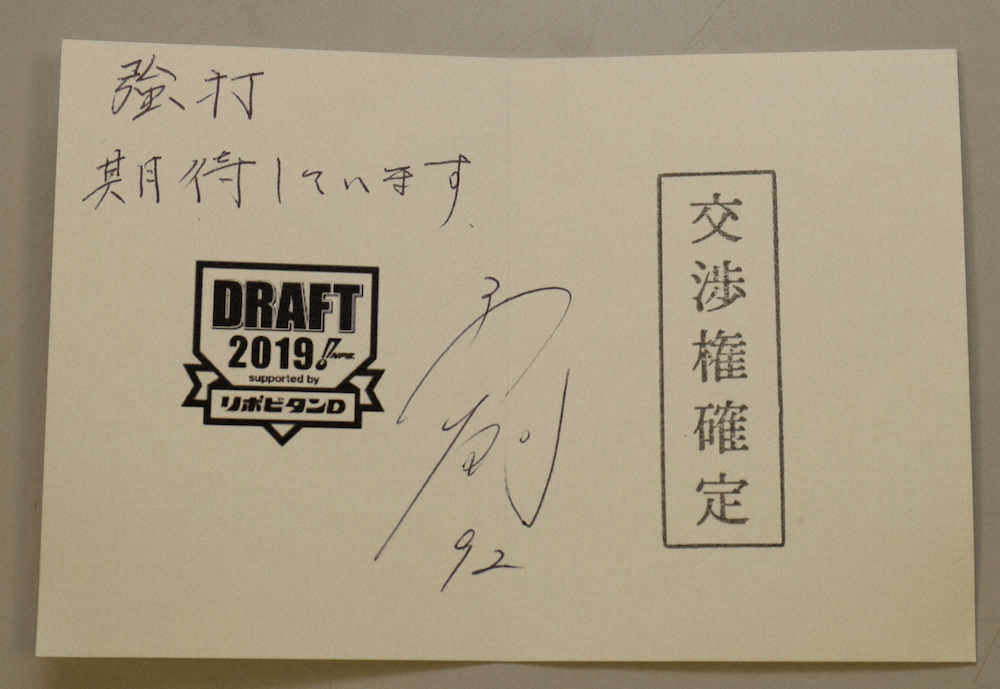 強打
期待しています
DRAFT
2019 NPB
supported by
リポビタンD
92
交渉権確定